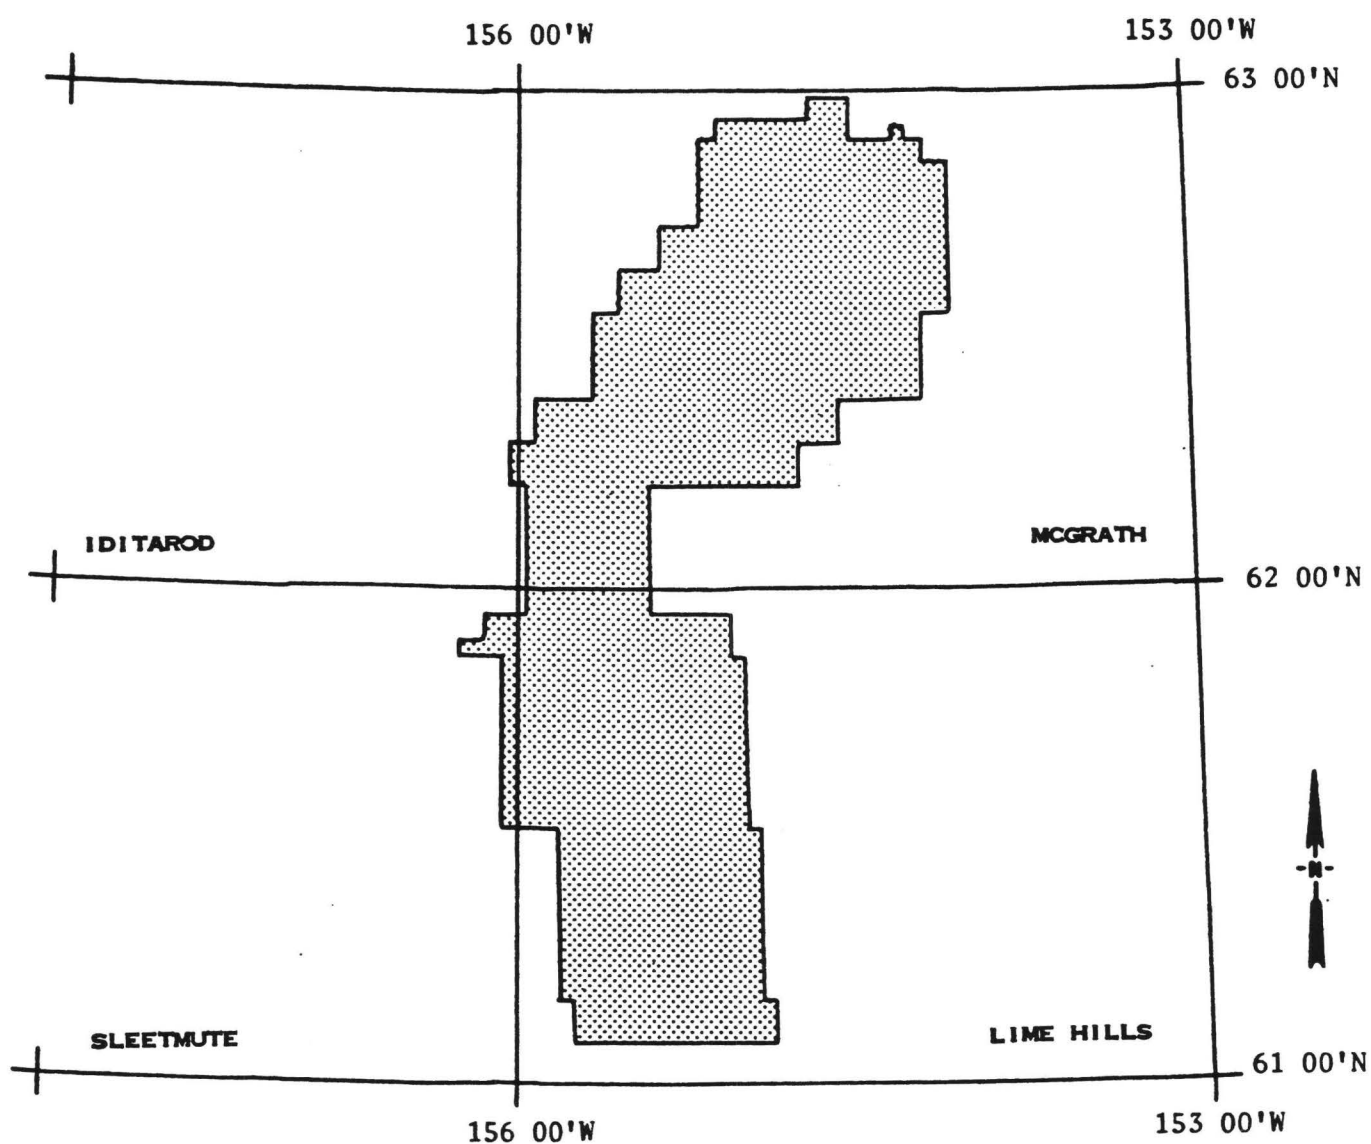 156 00'W
153 00'W
63 00'N
IDITAROD
MCGRATH
62 00'N
N
SLEETMUTE
LIME HILLS
61 00'N
156 00'W
153 00'W